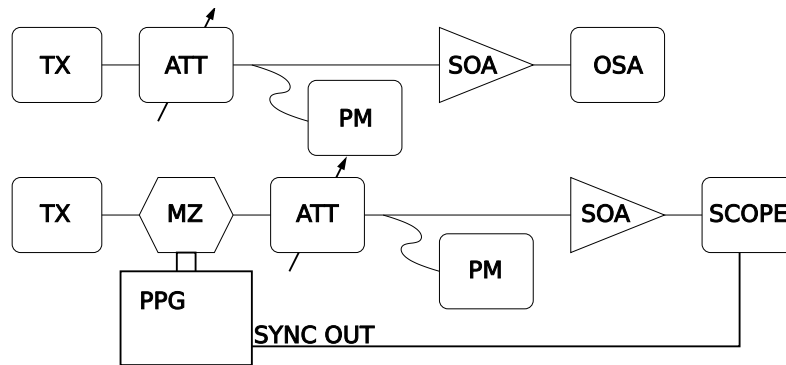 TX
ATT
SOA
OSA
PM
TX
MZ
ATT
SOA
SCOPE
PM
PPG
SYNC OUT